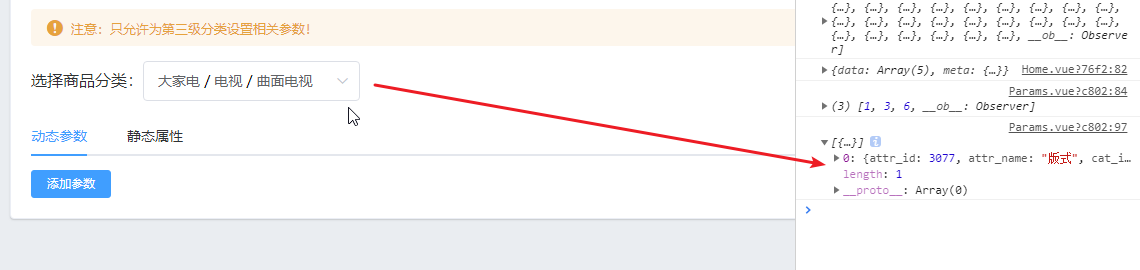 注意：只允许为第三级分类设置相关参数！
选择商品分类：
大家电 / 电视 / 曲面电视
动态参数
静态属性
添加参数
{…}, {…}, {…}, {…}, {…}, {…}, {…}, {…},
{…}, {…}, {…}, {…}, {…}, {…}, {…}, {…},
{…}, {…}, {…}, {…}, {…}, __ob__: Observe
r]
{data: Array(5), meta: {…}}
Home.vue?76f2:82
Params.vue?c802:84
(3) [1, 3, 6, __ob__: Observer]
Params.vue?c802:97
[{…}]
0: {attr_id: 3077, attr_name: "版式", cat_i…
length: 1
__proto__: Array(0)